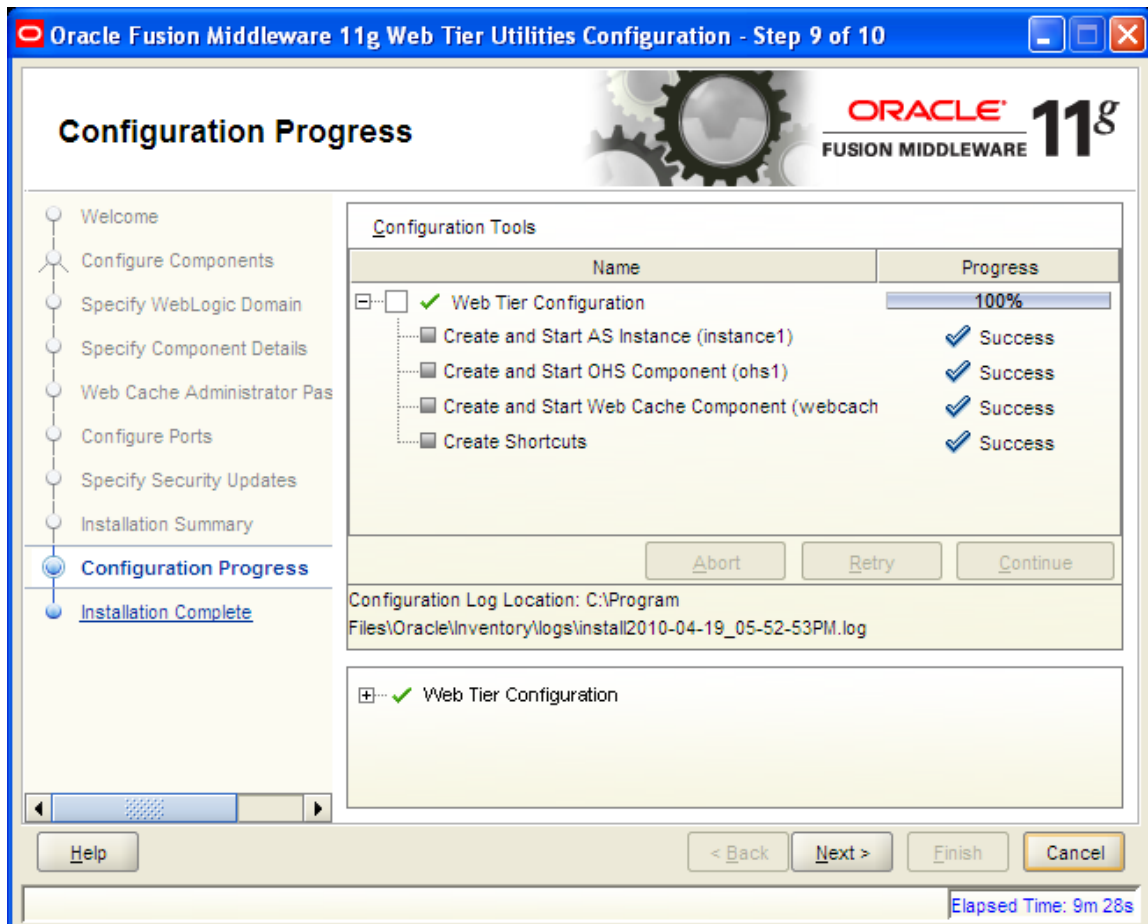 Oracle Fusion Middleware 11g Web Tier Utilities Configuration - Step 9 of 10
Configuration Progress
ORACLE
FUSION MIDDLEWARE
11g
Welcome
Configure Components
Specify WebLogic Domain
Specify Component Details
Web Cache Administrator Pas
Configure Ports
Specify Security Updates
Installation Summary
Configuration Progress
Installation Complete
Configuration Tools
Name Progress
Web Tier Configuration 100%
Create and Start AS Instance (instance1) Success
Create and Start OHS Component (ohs1) Success
Create and Start Web Cache Component (webcach Success
Create Shortcuts Success
Abort Retry Continue
Configuration Log Location: C:\Program
Files\Oracle\Inventory\logs\install2010-04-19_05-52-53PM.log
Web Tier Configuration
Help < Back Next > Finish Cancel
Elapsed Time: 9m 28s